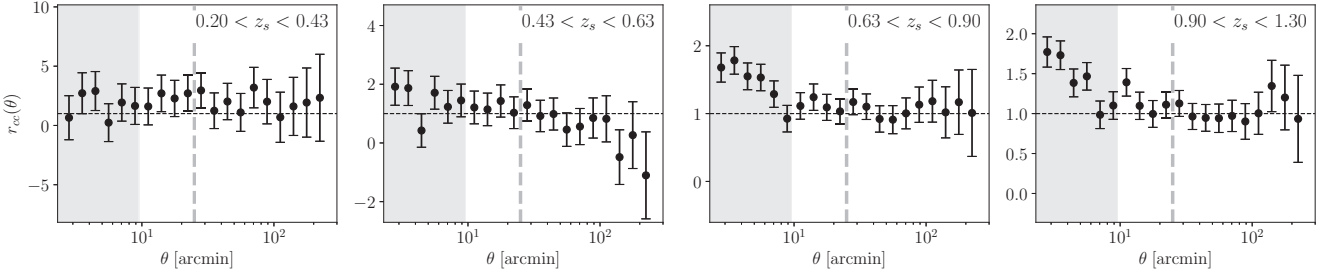 0.20 < z_s < 0.43
0.43 < z_s < 0.63
0.63 < z_s < 0.90
0.90 < z_s < 1.30
r_cc(θ)
10
5
0
−5
4
2
0
−2
2
1
0
2.0
1.5
1.0
0.5
0.0
10^1
10^2
10^1
10^2
10^1
10^2
10^1
10^2
θ [arcmin]
θ [arcmin]
θ [arcmin]
θ [arcmin]